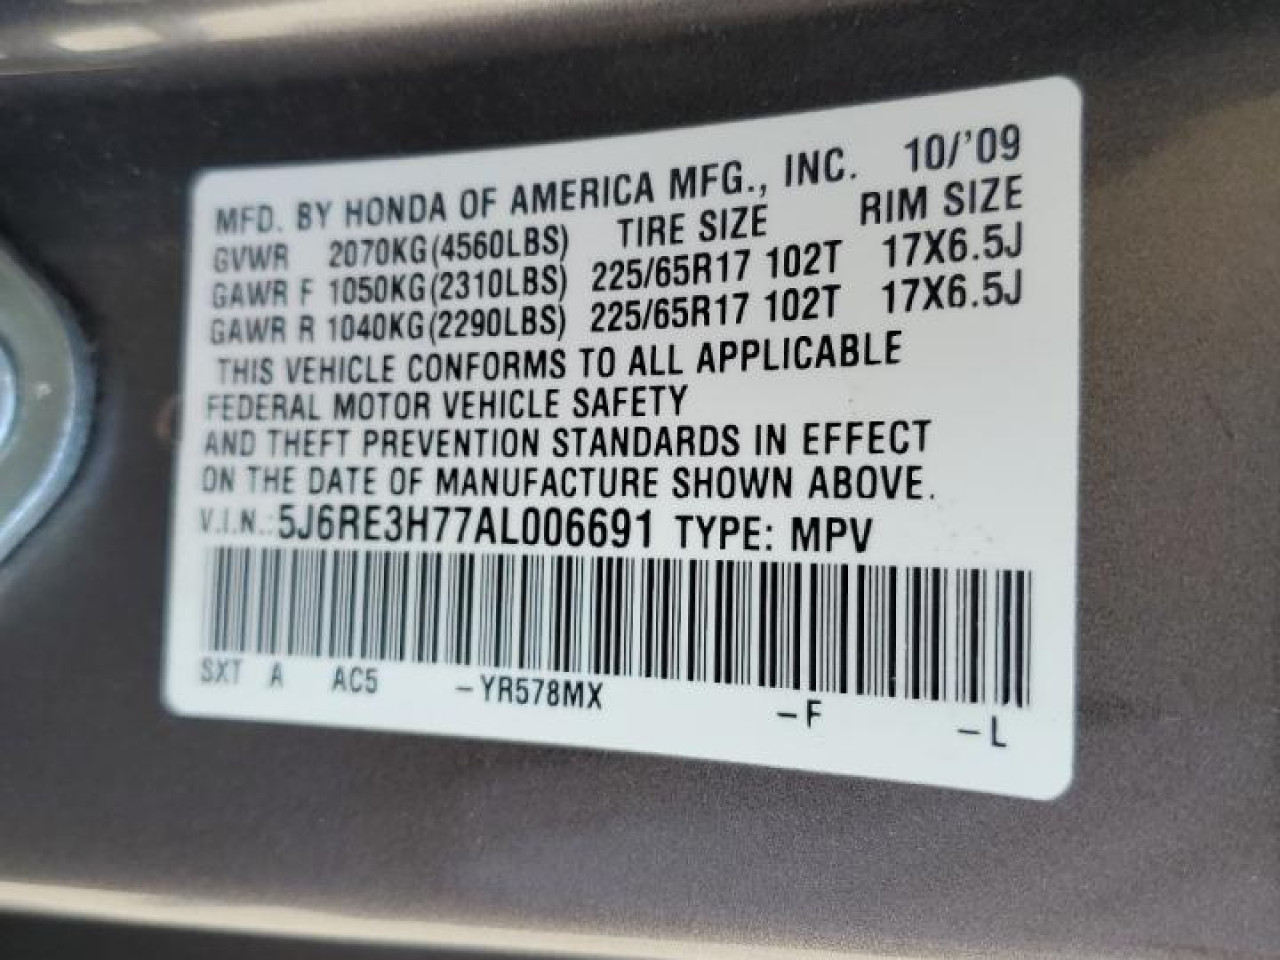 MFD. BY HONDA OF AMERICA MFG., INC. 10/'09
GVWR 2070KG(4560LBS) TIRE SIZE RIM SIZE
GAWR F 1050KG(2310LBS) 225/65R17 102T 17X6.5J
GAWR R 1040KG(2290LBS) 225/65R17 102T 17X6.5J
THIS VEHICLE CONFORMS TO ALL APPLICABLE
FEDERAL MOTOR VEHICLE SAFETY
AND THEFT PREVENTION STANDARDS IN EFFECT
ON THE DATE OF MANUFACTURE SHOWN ABOVE.
V.I.N.: 5J6RE3H77AL006691 TYPE: MPV
SXT A AC5 -YR578MX -F -L